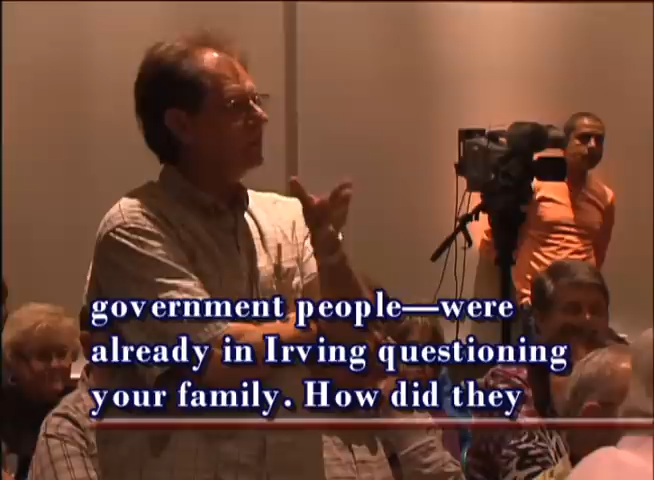 government people—were
already in Irving questioning
your family. How did they